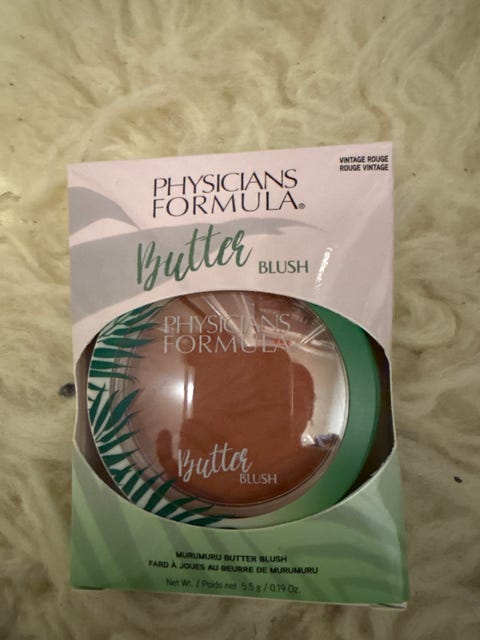 VINTAGE ROUGE
ROUGE VINTAGE
PHYSICIANS
FORMULA®
Butter BLUSH
PHYSICIANS
FORMULA
Butter
BLUSH
MURUMURU BUTTER BLUSH
FARD À JOUES AU BEURRE DE MURUMURU
Net Wt. / Poids net 5.5 g / 0.19 Oz.